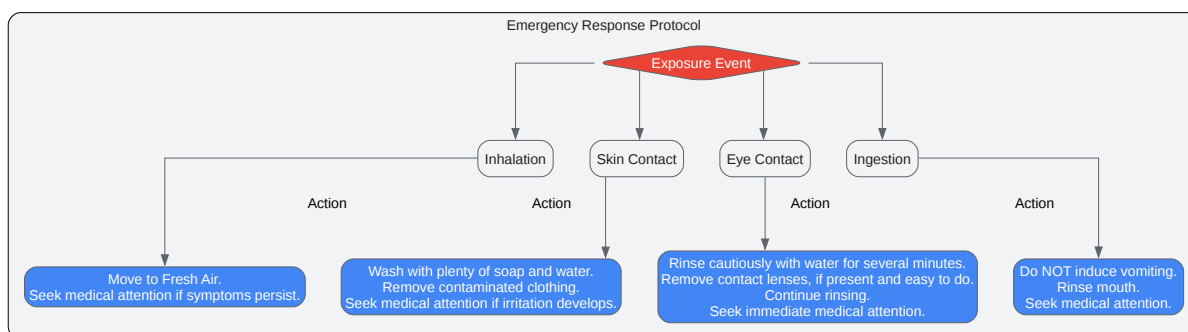 Emergency Response Protocol
Exposure Event
Inhalation
Skin Contact
Eye Contact
Ingestion
Action
Action
Action
Action
Move to Fresh Air.
Seek medical attention if symptoms persist.
Wash with plenty of soap and water.
Remove contaminated clothing.
Seek medical attention if irritation develops.
Rinse cautiously with water for several minutes.
Remove contact lenses, if present and easy to do.
Continue rinsing.
Seek immediate medical attention.
Do NOT induce vomiting.
Rinse mouth.
Seek medical attention.